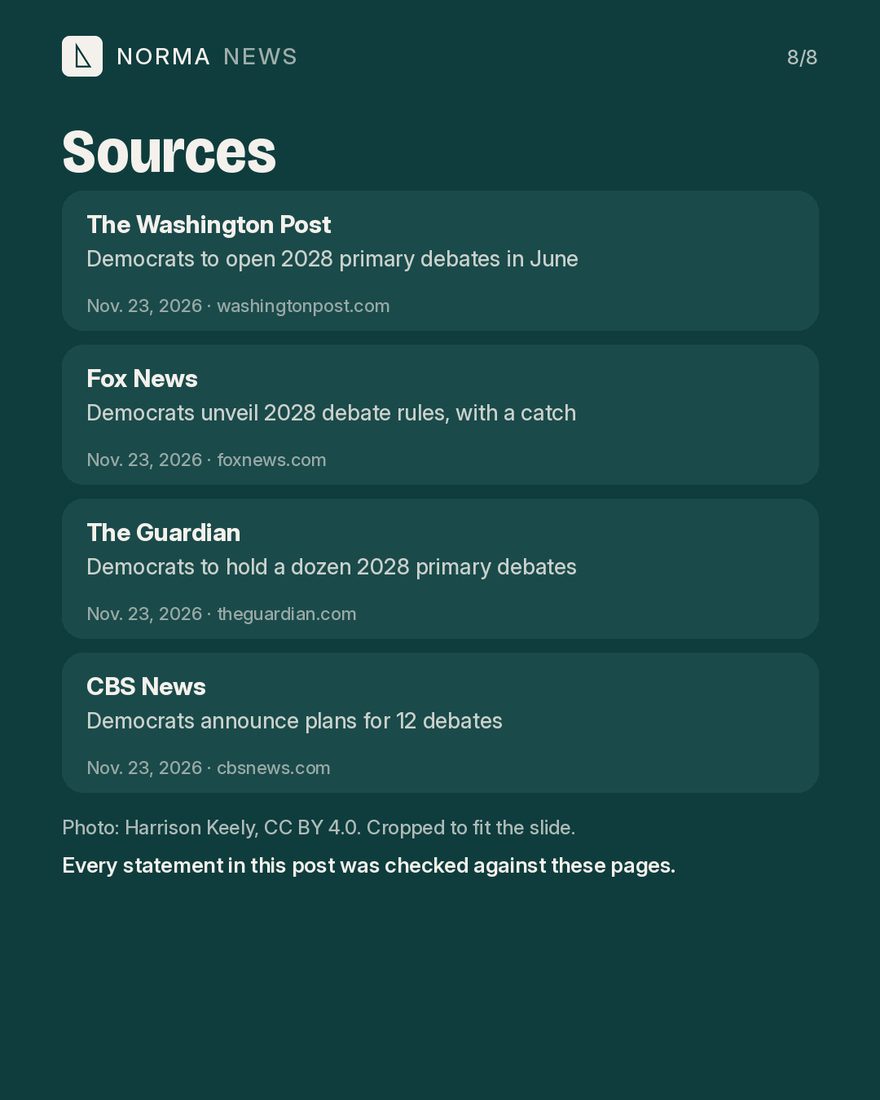 NORMA NEWS
8/8
Sources
The Washington Post
Democrats to open 2028 primary debates in June
Nov. 23, 2026 · washingtonpost.com
Fox News
Democrats unveil 2028 debate rules, with a catch
Nov. 23, 2026 · foxnews.com
The Guardian
Democrats to hold a dozen 2028 primary debates
Nov. 23, 2026 · theguardian.com
CBS News
Democrats announce plans for 12 debates
Nov. 23, 2026 · cbsnews.com
Photo: Harrison Keely, CC BY 4.0. Cropped to fit the slide.
Every statement in this post was checked against these pages.